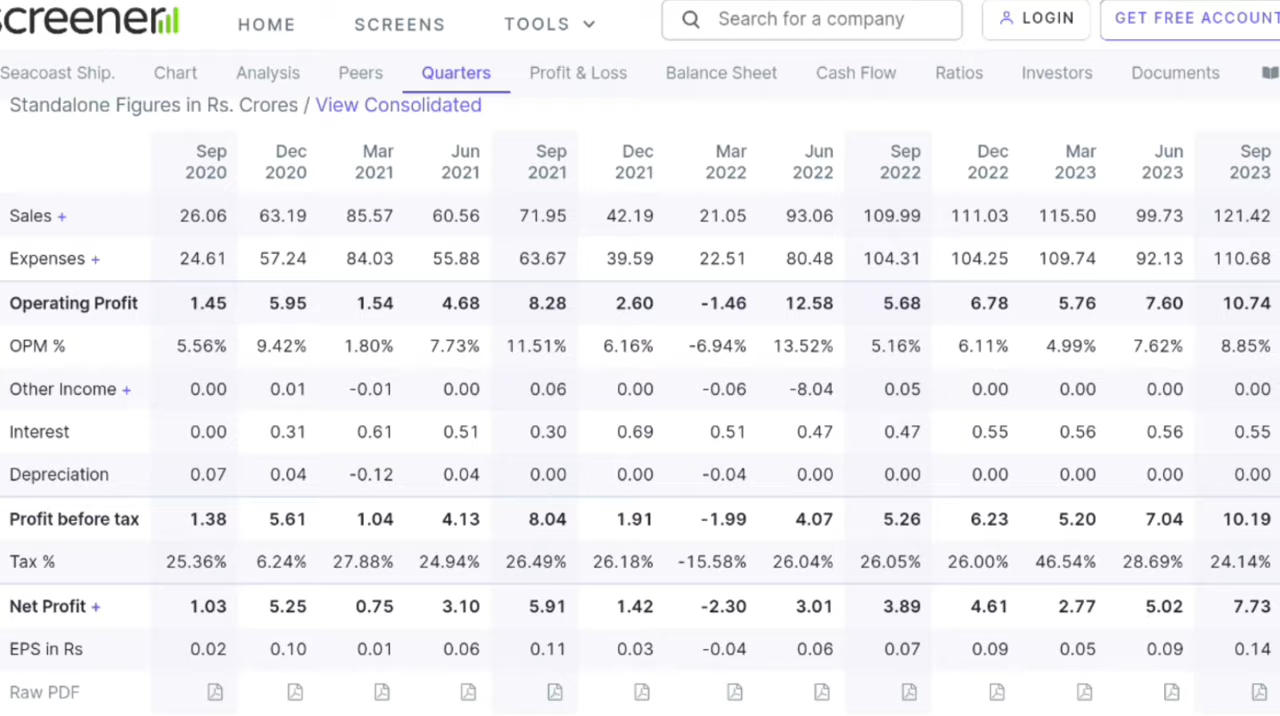 screener
HOME SCREENS TOOLS Search for a company LOGIN GET FREE ACCOUNT
Seacoast Ship. Chart Analysis Peers Quarters Profit & Loss Balance Sheet Cash Flow Ratios Investors Documents
Standalone Figures in Rs. Crores / View Consolidated
Sep 2020 Dec 2020 Mar 2021 Jun 2021 Sep 2021 Dec 2021 Mar 2022 Jun 2022 Sep 2022 Dec 2022 Mar 2023 Jun 2023 Sep 2023
Sales + 26.06 63.19 85.57 60.56 71.95 42.19 21.05 93.06 109.99 111.03 115.50 99.73 121.42
Expenses + 24.61 57.24 84.03 55.88 63.67 39.59 22.51 80.48 104.31 104.25 109.74 92.13 110.68
Operating Profit 1.45 5.95 1.54 4.68 8.28 2.60 -1.46 12.58 5.68 6.78 5.76 7.60 10.74
OPM % 5.56% 9.42% 1.80% 7.73% 11.51% 6.16% -6.94% 13.52% 5.16% 6.11% 4.99% 7.62% 8.85%
Other Income + 0.00 0.01 -0.01 0.00 0.06 0.00 -0.06 -8.04 0.05 0.00 0.00 0.00 0.00
Interest 0.00 0.31 0.61 0.51 0.30 0.69 0.51 0.47 0.47 0.55 0.56 0.56 0.55
Depreciation 0.07 0.04 -0.12 0.04 0.00 0.00 -0.04 0.00 0.00 0.00 0.00 0.00 0.00
Profit before tax 1.38 5.61 1.04 4.13 8.04 1.91 -1.99 4.07 5.26 6.23 5.20 7.04 10.19
Tax % 25.36% 6.24% 27.88% 24.94% 26.49% 26.18% -15.58% 26.04% 26.05% 26.00% 46.54% 28.69% 24.14%
Net Profit + 1.03 5.25 0.75 3.10 5.91 1.42 -2.30 3.01 3.89 4.61 2.77 5.02 7.73
EPS in Rs 0.02 0.10 0.01 0.06 0.11 0.03 -0.04 0.06 0.07 0.09 0.05 0.09 0.14
Raw PDF